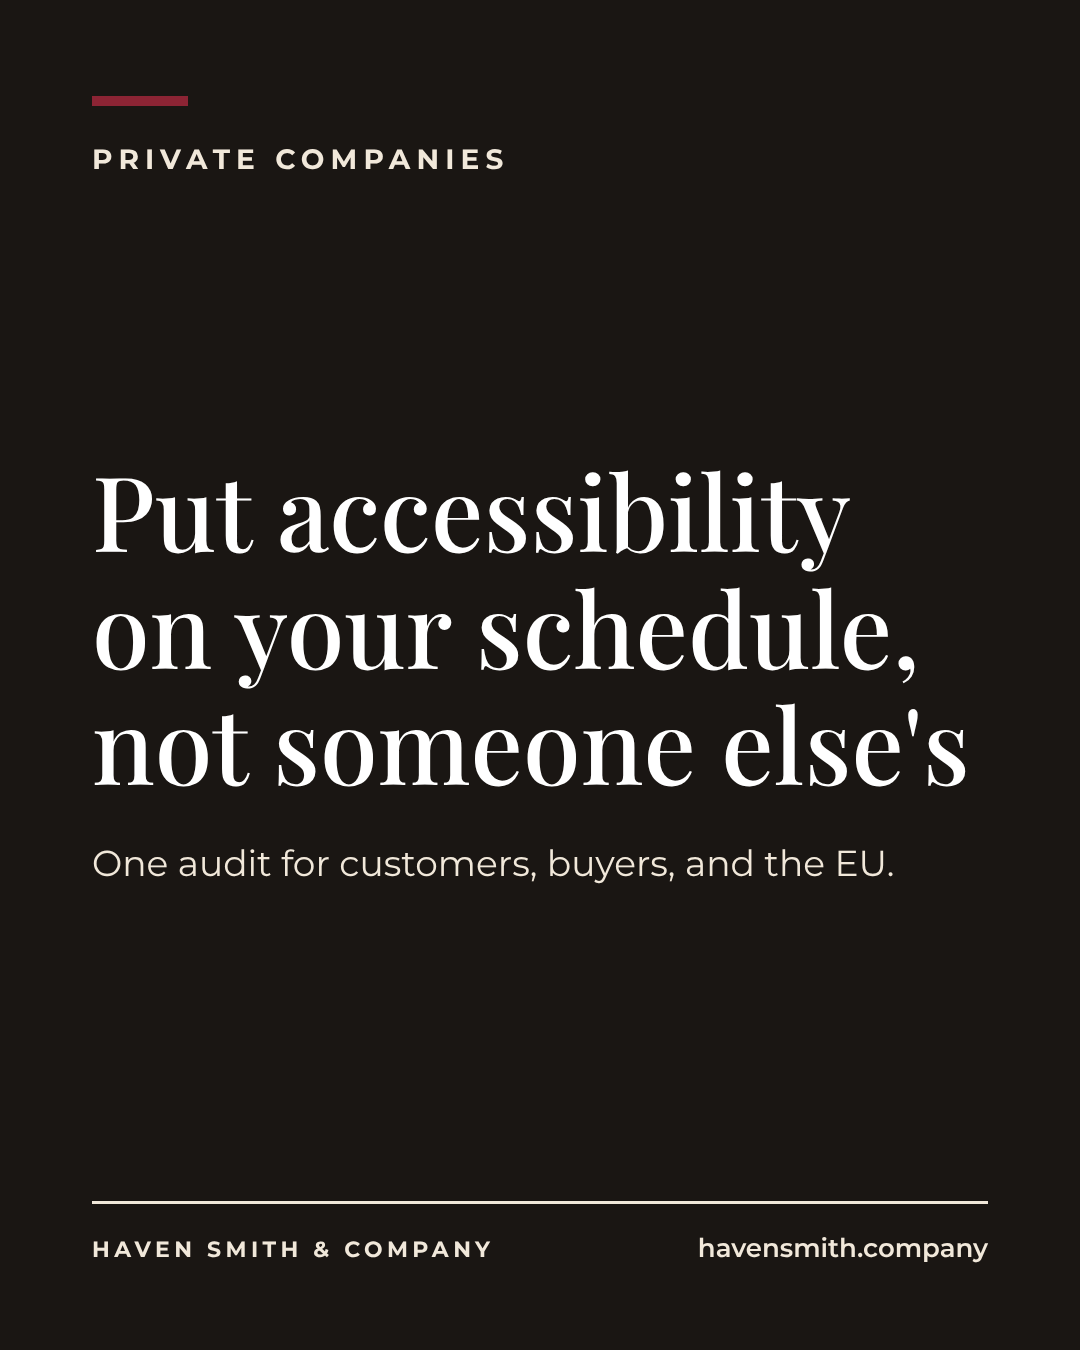 PRIVATE COMPANIES
Put accessibility
on your schedule,
not someone else's
One audit for customers, buyers, and the EU.
HAVEN SMITH & COMPANY
havensmith.company